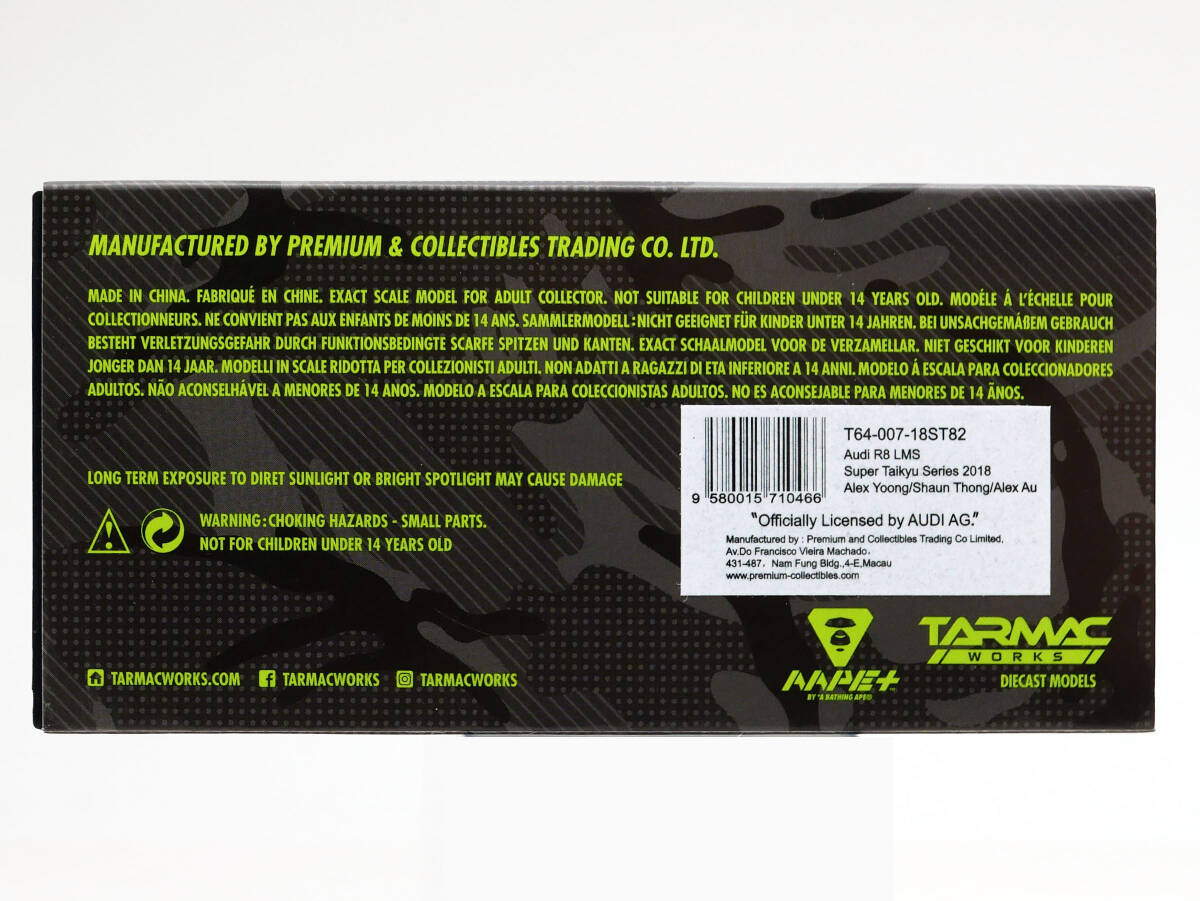 MANUFACTURED BY PREMIUM & COLLECTIBLES TRADING CO. LTD.
MADE IN CHINA. FABRIQUÉ EN CHINE. EXACT SCALE MODEL FOR ADULT COLLECTOR. NOT SUITABLE FOR CHILDREN UNDER 14 YEARS OLD. MODÉLE Á L'ÉCHELLE POUR
COLLECTIONNEURS. NE CONVIENT PAS AUX ENFANTS DE MOINS DE 14 ANS. SAMMLERMODELL:NICHT GEEIGNET FÜR KINDER UNTER 14 JAHREN. BEI UNSACHGEMÄßEM GEBRAUCH
BESTEHT VERLETZUNGSGEFAHR DURCH FUNKTIONSBEDINGTE SCARFE SPITZEN UND KANTEN. EXACT SCHAALMODEL VOOR DE VERZAMELLAR. NIET GESCHIKT VOOR KINDEREN
JONGER DAN 14 JAAR. MODELLI IN SCALE RIDOTTA PER COLLEZIONISTI ADULTI. NON ADATTI A RAGAZZI DI ETA INFERIORE A 14 ANNI. MODELO Á ESCALA PARA COLECCIONADORES
ADULTOS. NÃO ACONSELHÁVEL A MENORES DE 14 ANOS. MODELO A ESCALA PARA COLECCIONISTAS ADULTOS. NO ES ACONSEJABLE PARA MENORES DE 14 ÃNOS.
LONG TERM EXPOSURE TO DIRET SUNLIGHT OR BRIGHT SPOTLIGHT MAY CAUSE DAMAGE
WARNING:CHOKING HAZARDS - SMALL PARTS.
NOT FOR CHILDREN UNDER 14 YEARS OLD
T64-007-18ST82
Audi R8 LMS
Super Taikyu Series 2018
Alex Yoong/Shaun Thong/Alex Au
9 580015 710466
"Officially Licensed by AUDI AG."
Manufactured by : Premium and Collectibles Trading Co Limited,
Av.Do Francisco Vieira Machado,
431-487, Nam Fung Bldg.,4-E,Macau
www.premium-collectibles.com
TARMACWORKS.COM
TARMACWORKS
TARMACWORKS
AAPE+
BY *A BATHING APE®
TARMAC
WORKS
DIECAST MODELS